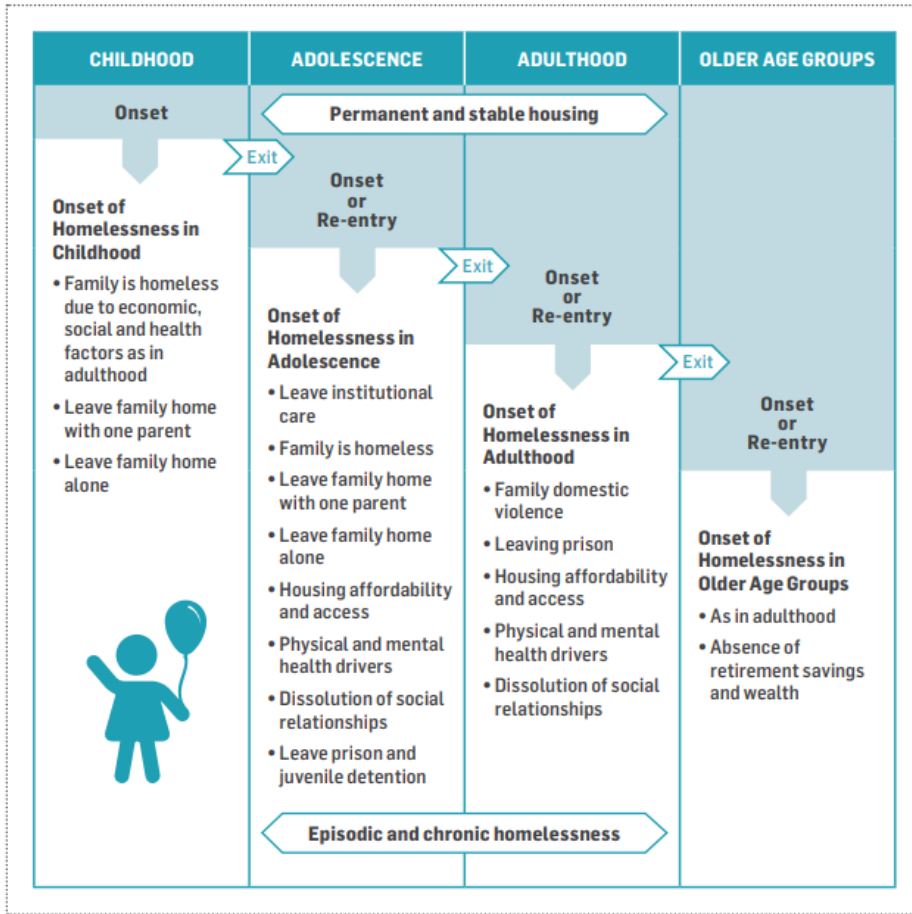 CHILDHOOD
ADOLESCENCE
ADULTHOOD
OLDER AGE GROUPS
Permanent and stable housing
Onset
Exit
Onset of
Homelessness in
Childhood
• Family is homeless
due to economic,
social and health
factors as in
adulthood
• Leave family home
with one parent
• Leave family home
alone
Onset
or
Re-entry
Exit
Onset of
Homelessness in
Adolescence
• Leave institutional
care
• Family is homeless
• Leave family home
with one parent
• Leave family home
alone
• Housing affordability
and access
• Physical and mental
health drivers
• Dissolution of social
relationships
• Leave prison and
juvenile detention
Onset
or
Re-entry
Exit
Onset of
Homelessness in
Adulthood
• Family domestic
violence
• Leaving prison
• Housing affordability
and access
• Physical and mental
health drivers
• Dissolution of social
relationships
Onset
or
Re-entry
Onset of
Homelessness in
Older Age Groups
• As in adulthood
• Absence of
retirement savings
and wealth
Episodic and chronic homelessness